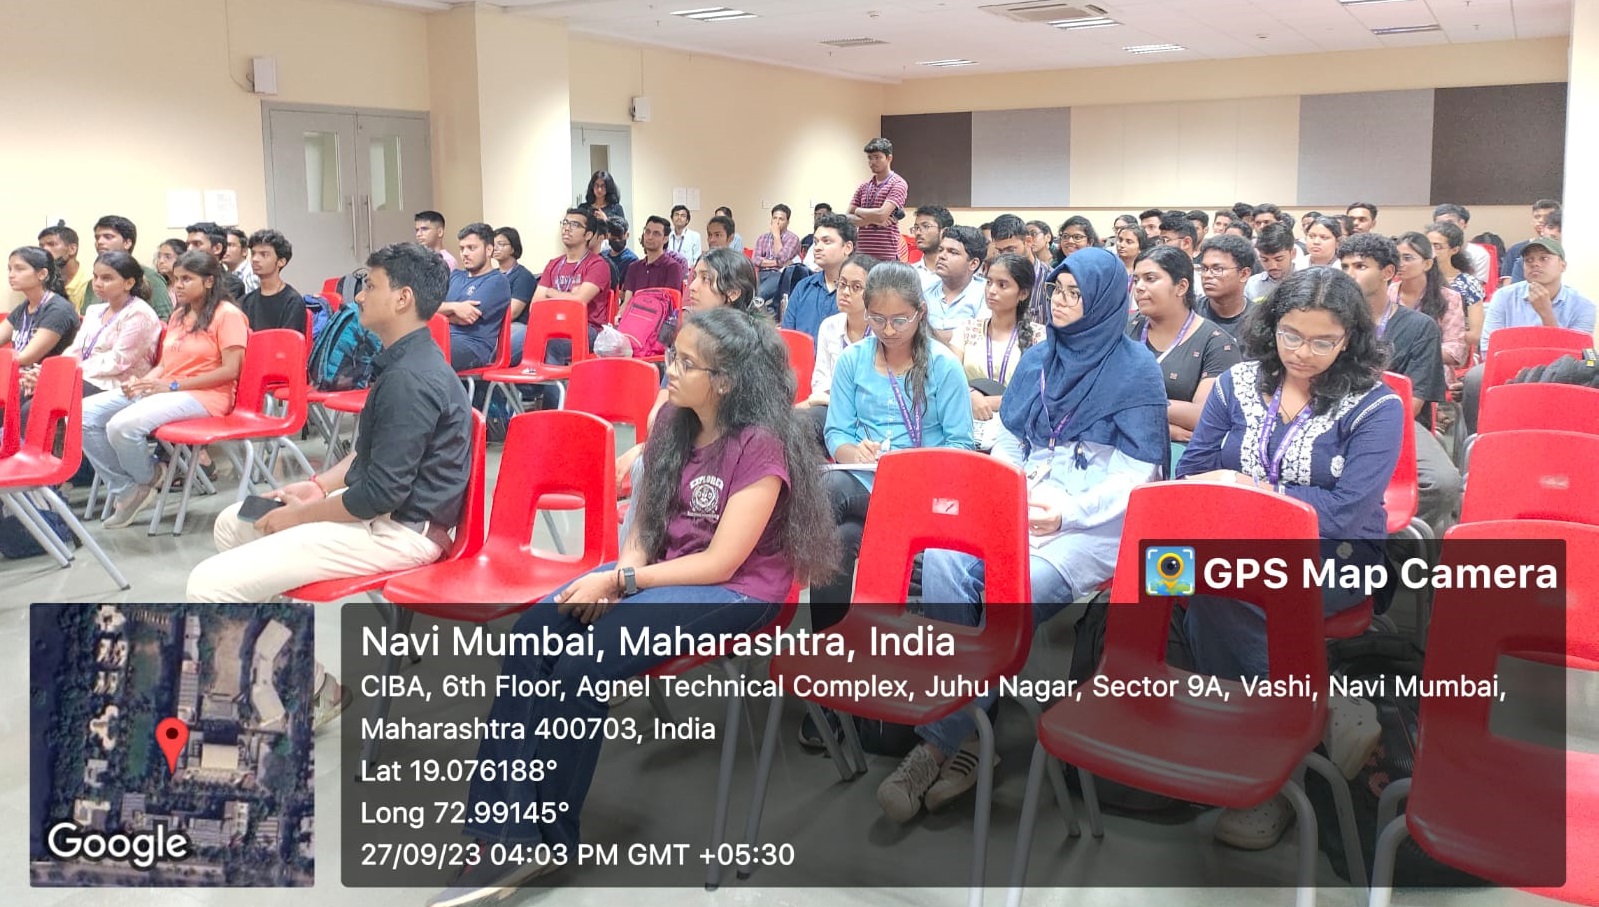 EXPLORER
GPS Map Camera
Navi Mumbai, Maharashtra, India
CIBA, 6th Floor, Agnel Technical Complex, Juhu Nagar, Sector 9A, Vashi, Navi Mumbai,
Maharashtra 400703, India
Lat 19.076188°
Long 72.99145°
27/09/23 04:03 PM GMT +05:30
Google